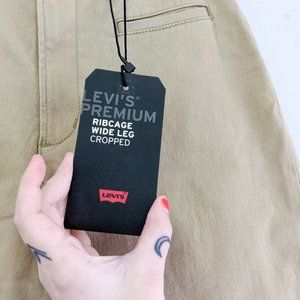 LEVI'S®
PREMIUM
RIBCAGE
WIDE LEG
CROPPED
Levi's